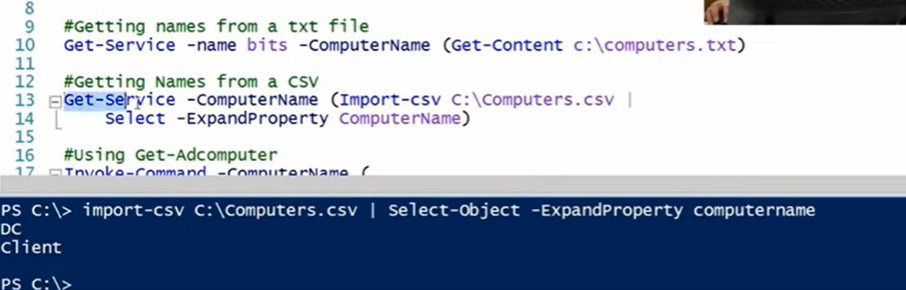 8
9 #Getting names from a txt file
10 Get-Service -name bits -ComputerName (Get-Content c:\computers.txt)
11
12 #Getting Names from a CSV
13 Get-Service -ComputerName (Import-csv C:\Computers.csv |
14 Select -ExpandProperty ComputerName)
15
16 #Using Get-Adcomputer
17 Invoke-Command -ComputerName (
PS C:\> import-csv C:\Computers.csv | Select-Object -ExpandProperty computername
DC
Client
PS C:\>